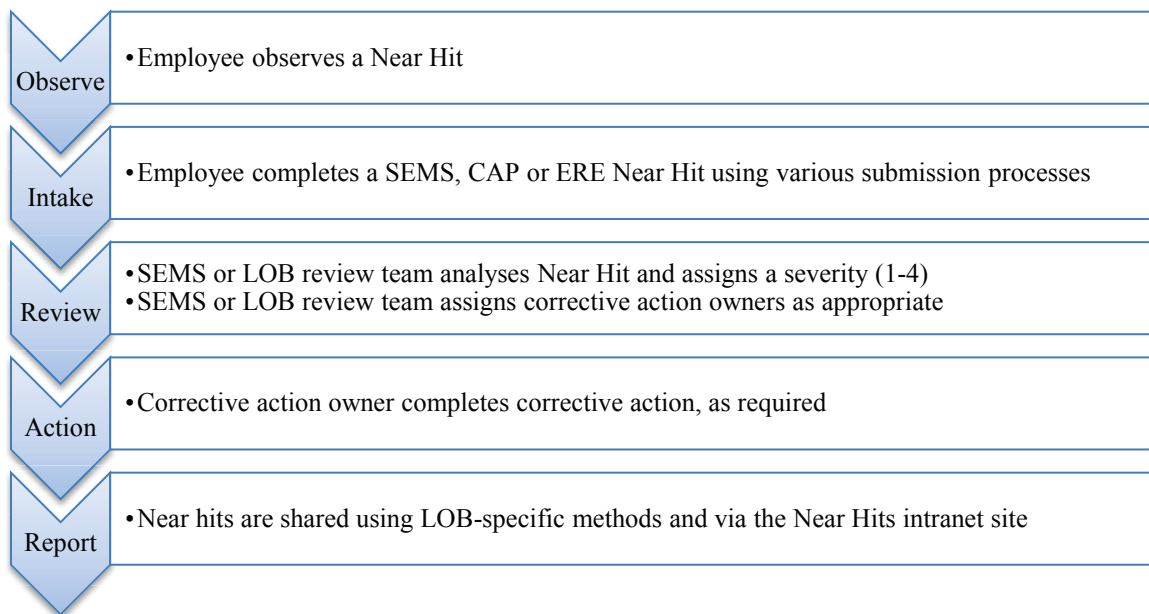 Observe
•Employee observes a Near Hit
Intake
•Employee completes a SEMS, CAP or ERE Near Hit using various submission processes
Review
•SEMS or LOB review team analyses Near Hit and assigns a severity (1-4)
•SEMS or LOB review team assigns corrective action owners as appropriate
Action
•Corrective action owner completes corrective action, as required
Report
•Near hits are shared using LOB-specific methods and via the Near Hits intranet site